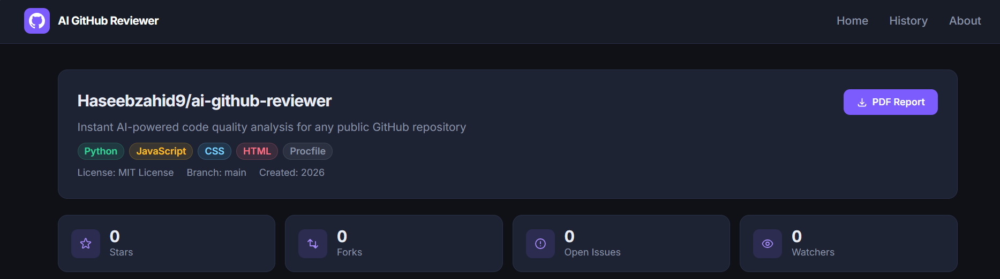 AI GitHub Reviewer
Home History About
Haseebzahid9/ai-github-reviewer
PDF Report
Instant AI-powered code quality analysis for any public GitHub repository
Python JavaScript CSS HTML Procfile
License: MIT License Branch: main Created: 2026
0
Stars
0
Forks
0
Open Issues
0
Watchers